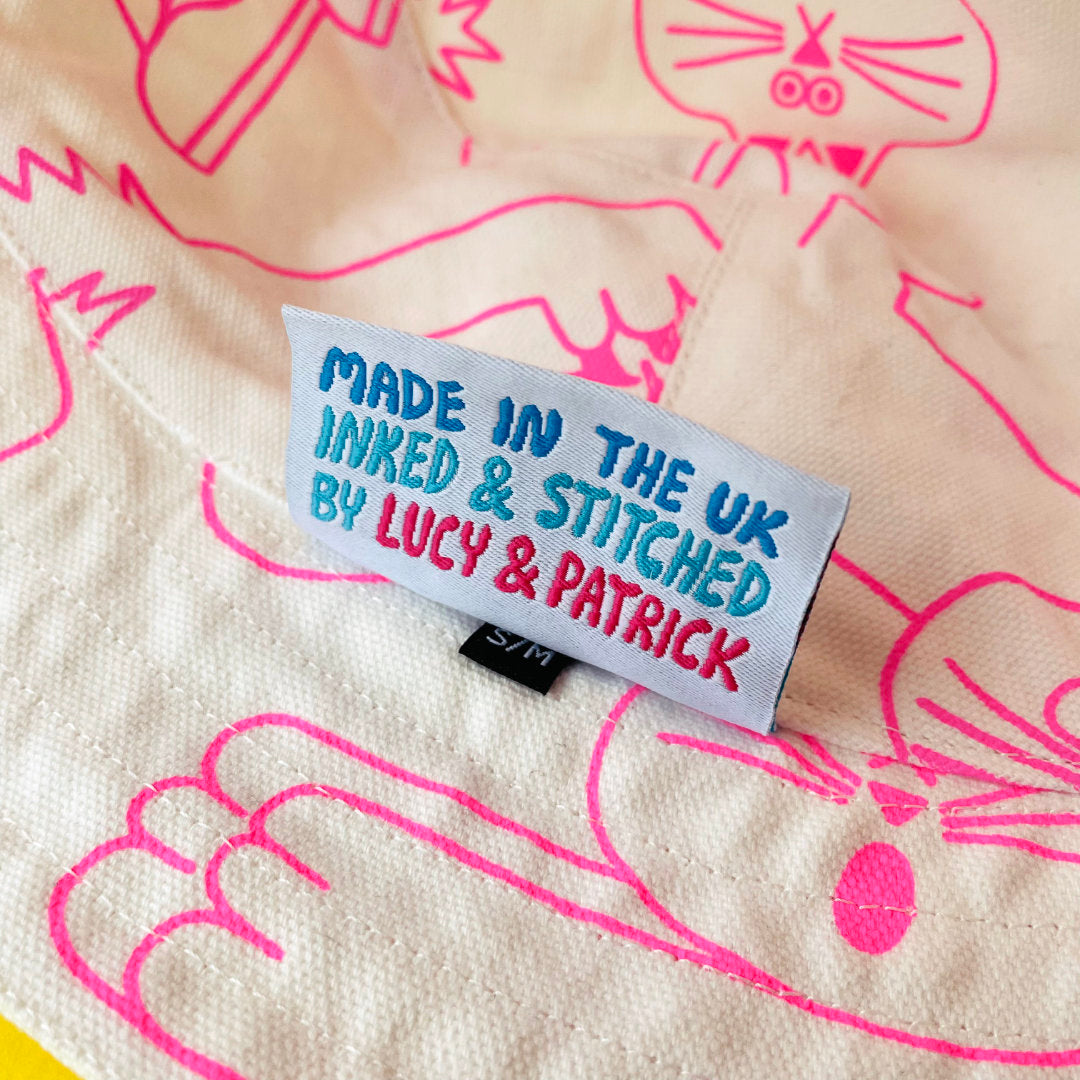 MADE IN THE UK
INKED & STITCHED
BY LUCY & PATRICK
S/M